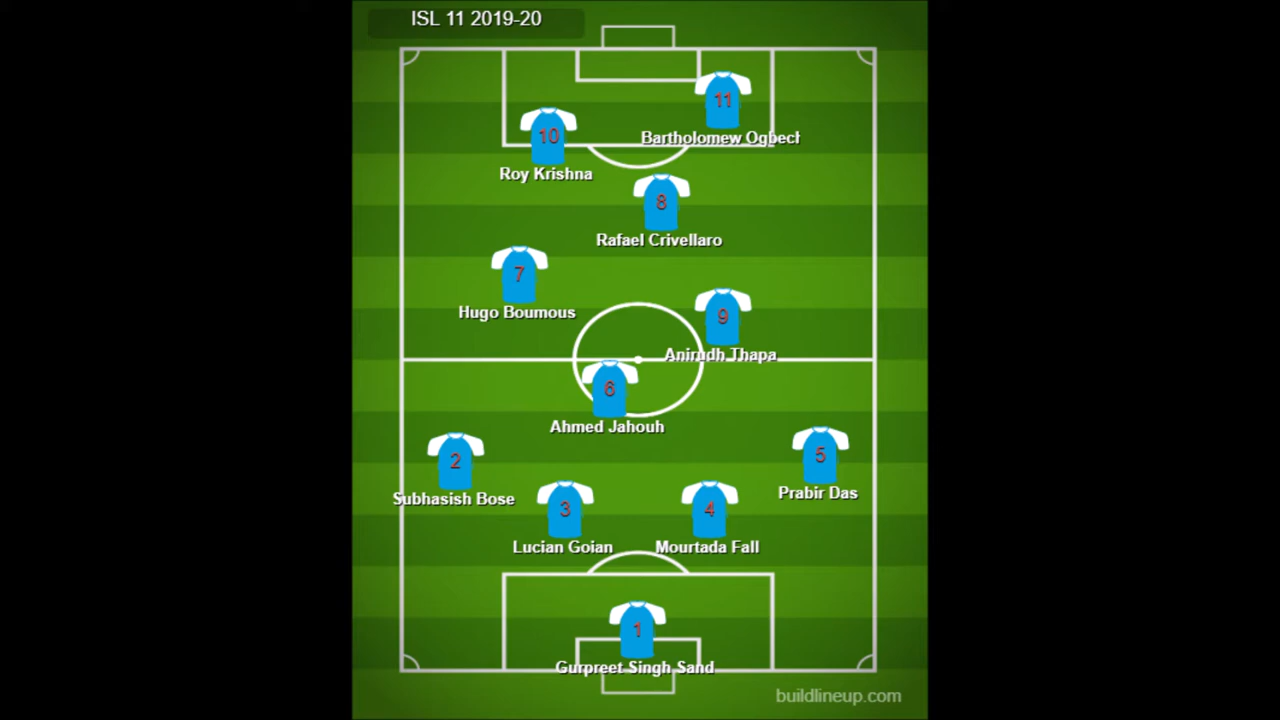 ISL 11 2019-20
11
Bartholomew Ogbech
10
Roy Krishna
8
Rafael Crivellaro
7
Hugo Boumous
9
Anirudh Thapa
6
Ahmed Jahouh
5
Prabir Das
2
Subhasish Bose
3
Lucian Goian
4
Mourtada Fall
1
Gurpreet Singh Sand
buildlineup.com